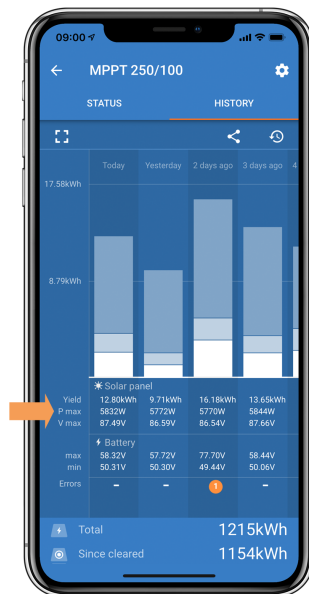 09:00
MPPT 250/100
STATUS HISTORY
Today Yesterday 2 days ago 3 days ago 4
17.58kWh
8.79kWh
Solar panel
Yield 12.80kWh 9.71kWh 16.18kWh 13.65kWh
P max 5832W 5772W 5770W 5844W
V max 87.49V 86.59V 86.54V 87.66V
Battery
max 58.32V 57.72V 77.70V 58.44V
min 50.31V 50.30V 49.44V 50.06V
Errors – – 1 –
Total 1215kWh
Since cleared 1154kWh